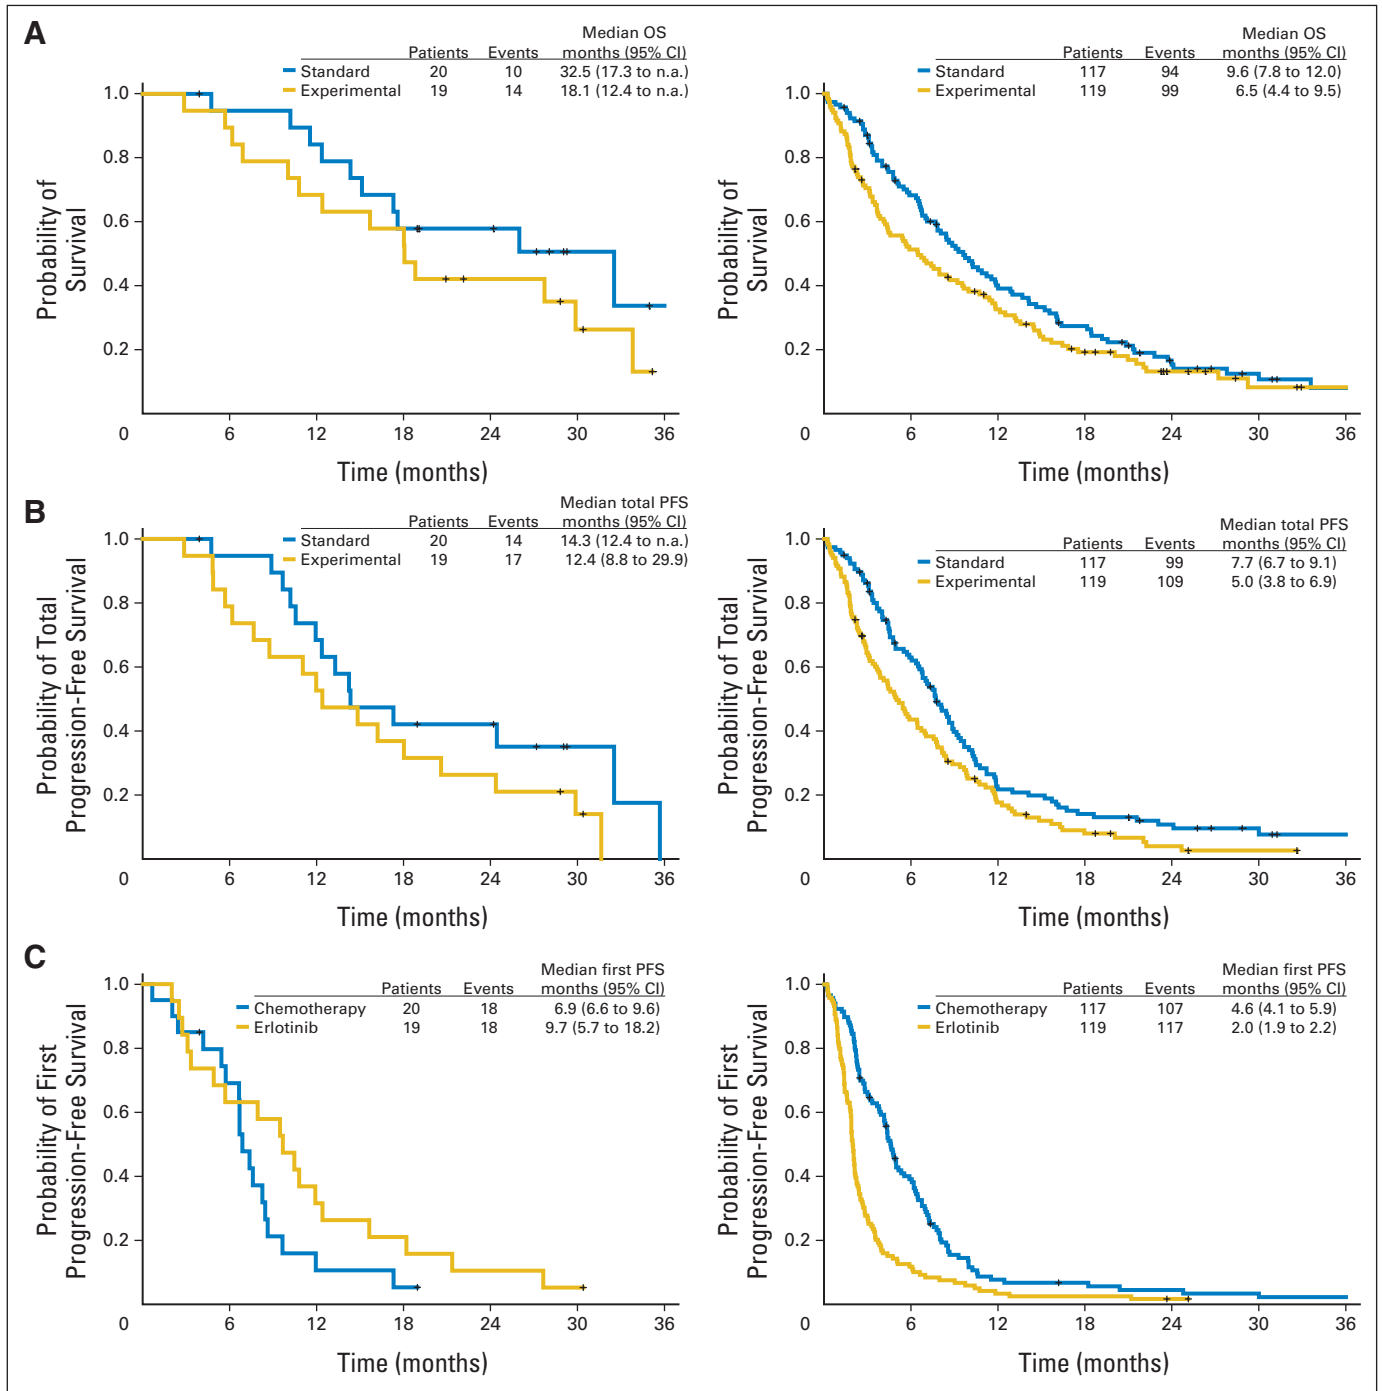 A
Median OS
Patients Events months (95% CI)
Standard 20 10 32.5 (17.3 to n.a.)
Experimental 19 14 18.1 (12.4 to n.a.)
1.0
0.8
0.6
0.4
0.2
0 6 12 18 24 30 36
Probability of
Survival
Time (months)
Median OS
Patients Events months (95% CI)
Standard 117 94 9.6 (7.8 to 12.0)
Experimental 119 99 6.5 (4.4 to 9.5)
1.0
0.8
0.6
0.4
0.2
0 6 12 18 24 30 36
Probability of
Survival
Time (months)
B
Median total PFS
Patients Events months (95% CI)
Standard 20 14 14.3 (12.4 to n.a.)
Experimental 19 17 12.4 (8.8 to 29.9)
1.0
0.8
0.6
0.4
0.2
0 6 12 18 24 30 36
Probability of Total
Progression-Free Survival
Time (months)
Median total PFS
Patients Events months (95% CI)
Standard 117 99 7.7 (6.7 to 9.1)
Experimental 119 109 5.0 (3.8 to 6.9)
1.0
0.8
0.6
0.4
0.2
0 6 12 18 24 30 36
Probability of Total
Progression-Free Survival
Time (months)
C
Median first PFS
Patients Events months (95% CI)
Chemotherapy 20 18 6.9 (6.6 to 9.6)
Erlotinib 19 18 9.7 (5.7 to 18.2)
1.0
0.8
0.6
0.4
0.2
0 6 12 18 24 30 36
Probability of First
Progression-Free Survival
Time (months)
Median first PFS
Patients Events months (95% CI)
Chemotherapy 117 107 4.6 (4.1 to 5.9)
Erlotinib 119 117 2.0 (1.9 to 2.2)
1.0
0.8
0.6
0.4
0.2
0 6 12 18 24 30 36
Probability of First
Progression-Free Survival
Time (months)